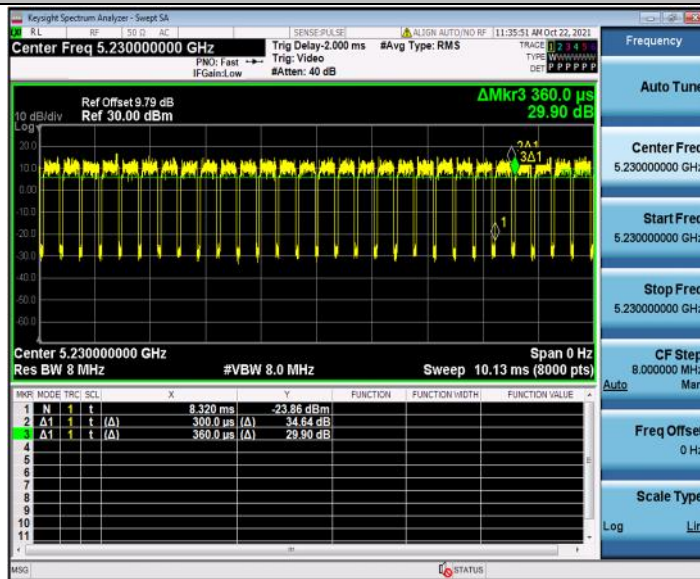 Keysight Spectrum Analyzer - Swept SA
RL RF 50 Ω AC SENSE:PULSE ALIGN AUTO/NO RF 11:35:51 AM Oct 22, 2021
Center Freq 5.230000000 GHz
PNO: Fast
IFGain:Low
Trig Delay-2.000 ms
Trig: Video
#Atten: 40 dB
#Avg Type: RMS
TRACE 1 2 3 4 5 6
TYPE WWWWWW
DET P P P P P P
Ref Offset 9.79 dB
Ref 30.00 dBm
10 dB/div
Log
ΔMkr3 360.0 µs
29.90 dB
20.0
10.0
0.00
-10.0
-20.0
-30.0
-40.0
-50.0
-60.0
2Δ1
3Δ1
1
Center 5.230000000 GHz Span 0 Hz
Res BW 8 MHz #VBW 8.0 MHz Sweep 10.13 ms (8000 pts)
MKR MODE TRC SCL X Y FUNCTION FUNCTION WIDTH FUNCTION VALUE
1 N 1 t 8.320 ms -23.86 dBm
2 Δ1 1 t (Δ) 300.0 µs (Δ) 34.64 dB
3 Δ1 1 t (Δ) 360.0 µs (Δ) 29.90 dB
4
5
6
7
8
9
10
11
MSG STATUS
Frequency
Auto Tune
Center Freq
5.230000000 GHz
Start Freq
5.230000000 GHz
Stop Freq
5.230000000 GHz
CF Step
8.000000 MHz
Auto Man
Freq Offset
0 Hz
Scale Type
Log Lin